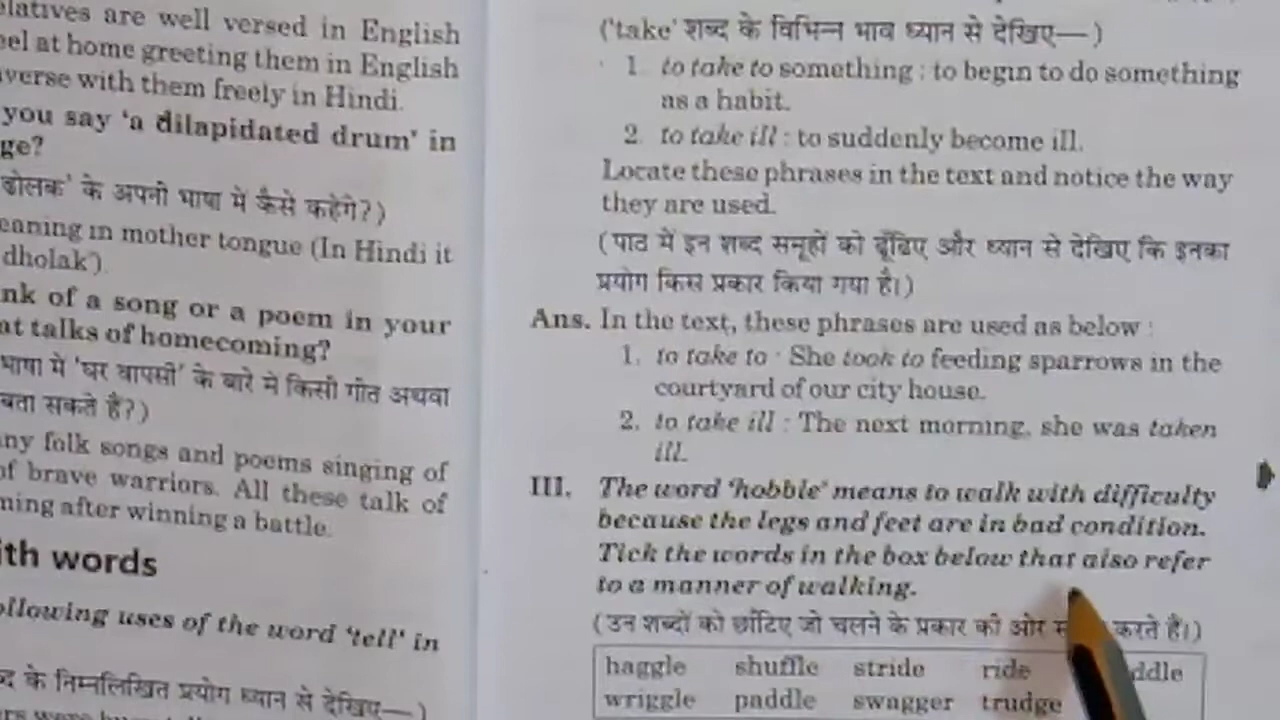 latives are well versed in English
el at home greeting them in English
verse with them freely in Hindi.
you say 'a dilapidated drum' in
ge?
ढोलक' के अपनी भाषा में कैसे कहेंगे?)
eaning in mother tongue (In Hindi it
dholak')
nk of a song or a poem in your
at talks of homecoming?
भाषा में 'घर वापसी' के बारे में किसी गीत अथवा
बता सकते हैं?)
ny folk songs and poems singing of
of brave warriors. All these talk of
ming after winning a battle.
ith words
ollowing uses of the word 'tell' in
के निम्नलिखित प्रयोग ध्यान से देखिए—)
('take' शब्द के विभिन्न भाव ध्यान से देखिए—)
1. to take to something : to begin to do something
as a habit.
2. to take ill : to suddenly become ill.
Locate these phrases in the text and notice the way
they are used.
(पाठ में इन शब्द समूहों को ढूँढिए और ध्यान से देखिए कि इनका
प्रयोग किस प्रकार किया गया है।)
Ans. In the text, these phrases are used as below :
1. to take to : She took to feeding sparrows in the
courtyard of our city house.
2. to take ill : The next morning, she was taken
ill.
III. The word 'hobble' means to walk with difficulty
because the legs and feet are in bad condition.
Tick the words in the box below that also refer
to a manner of walking.
(उन शब्दों को छाँटिए जो चलने के प्रकार की ओर करते हैं।)
haggle shuffle stride ride ddle
wriggle paddle swagger trudge